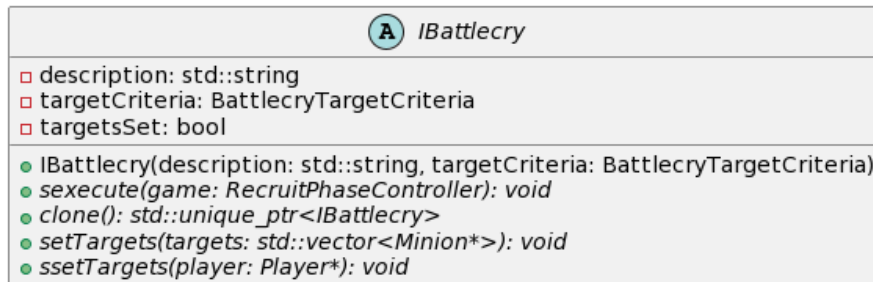 A IBattlecry
description: std::string
targetCriteria: BattlecryTargetCriteria
targetsSet: bool
IBattlecry(description: std::string, targetCriteria: BattlecryTargetCriteria)
sexecute(game: RecruitPhaseController): void
clone(): std::unique_ptr<IBattlecry>
setTargets(targets: std::vector<Minion*>): void
ssetTargets(player: Player*): void